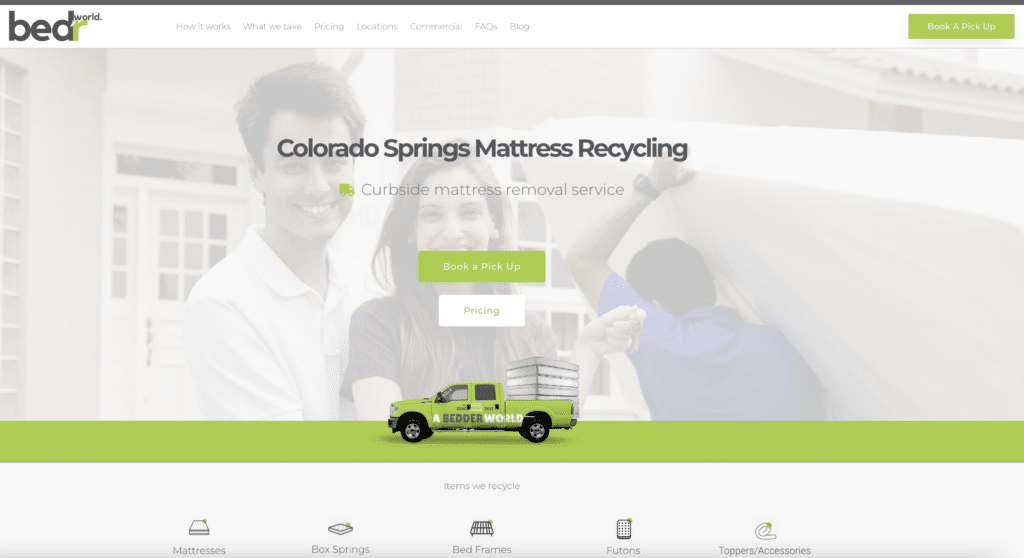 bedr world.
How it works What we take Pricing Locations Commercial FAQs Blog
Book A Pick Up
Colorado Springs Mattress Recycling
Curbside mattress removal service
Book a Pick Up
Pricing
A BEDDER WORLD
Items we recycle
Mattresses Box Springs Bed Frames Futons Toppers/Accessories